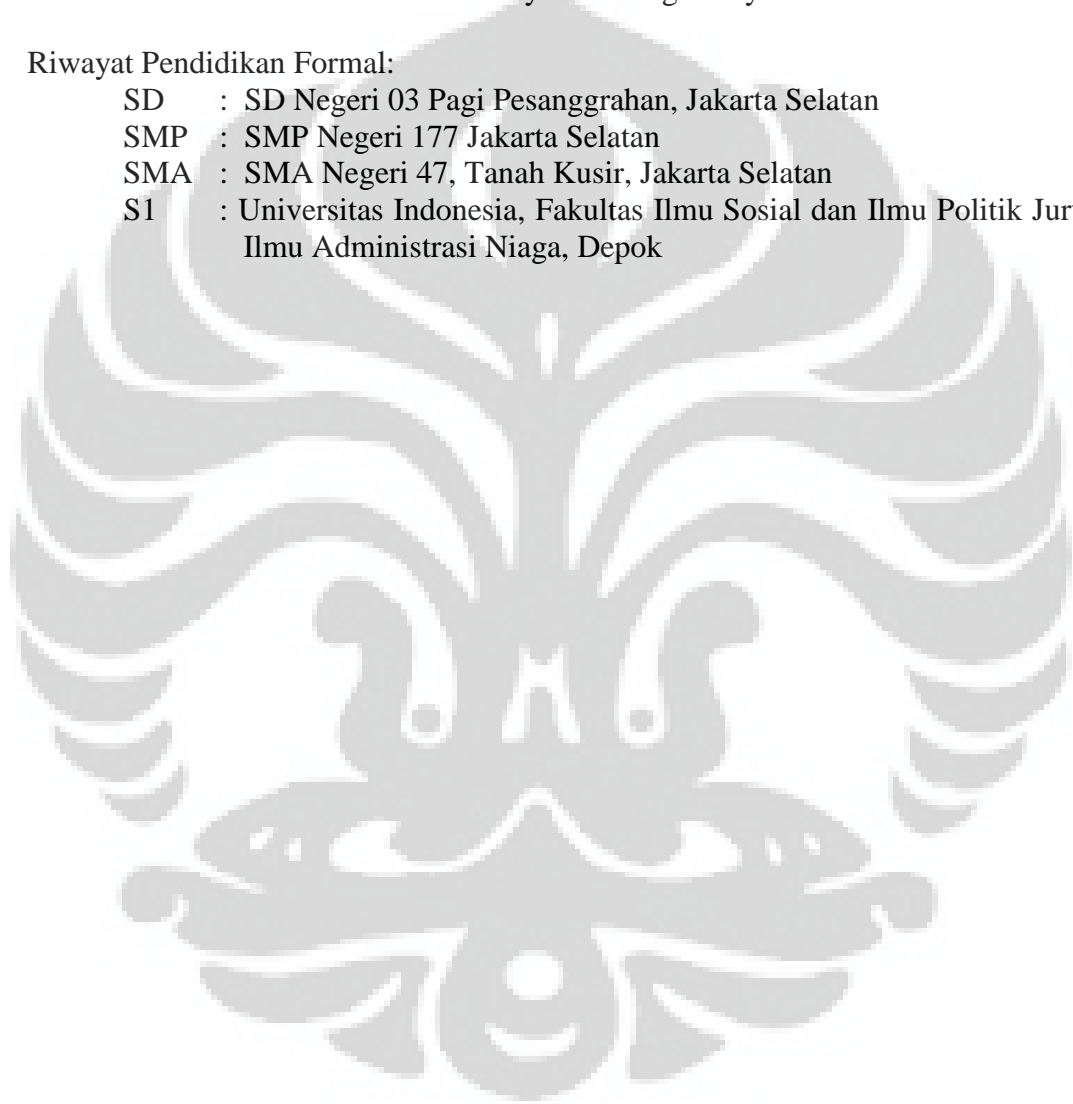 Riwayat Pendidikan Formal:
SD : SD Negeri 03 Pagi Pesanggrahan, Jakarta Selatan
SMP : SMP Negeri 177 Jakarta Selatan
SMA : SMA Negeri 47, Tanah Kusir, Jakarta Selatan
S1 : Universitas Indonesia, Fakultas Ilmu Sosial dan Ilmu Politik Jur
Ilmu Administrasi Niaga, Depok